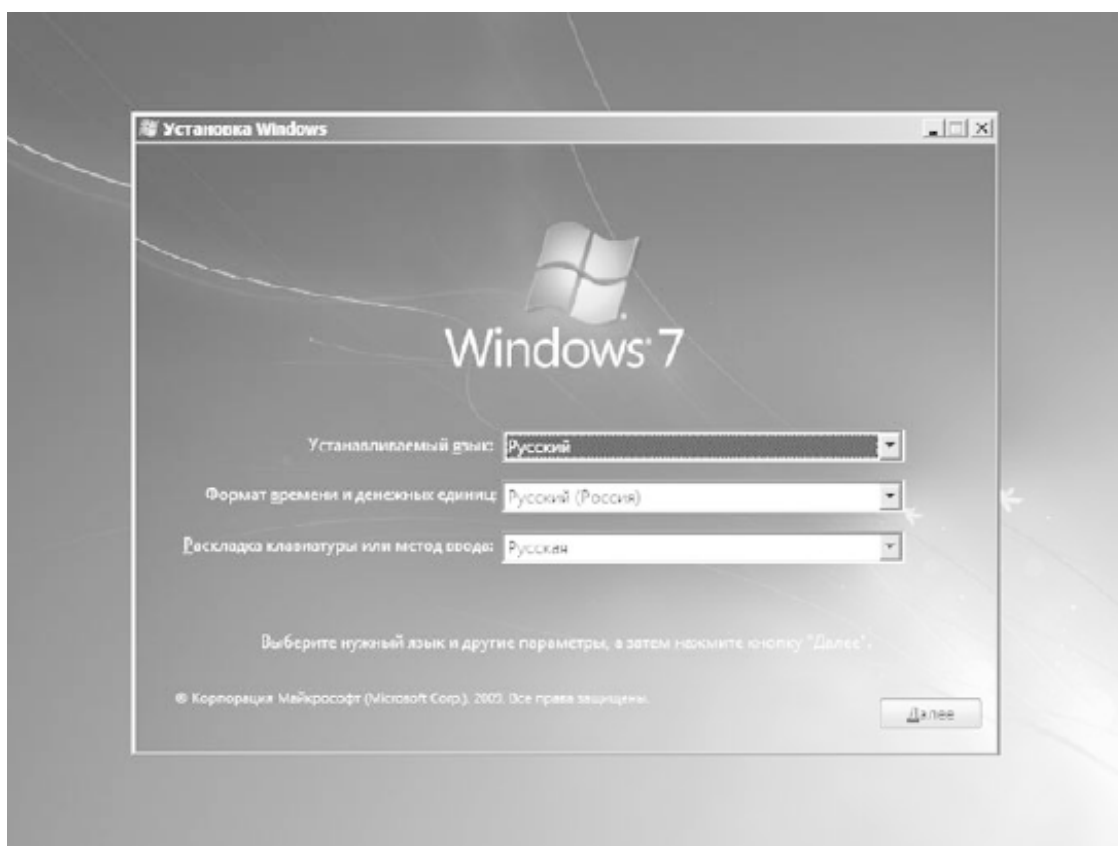 Установка Windows
Windows 7
Устанавливаемый язык: Русский
Формат времени и денежных единиц: Русский (Россия)
Раскладка клавиатуры или метод ввода: Русская
Выберите нужный язык и другие параметры, а затем нажмите кнопку "Далее".
© Корпорация Майкрософт (Microsoft Corp.), 2009. Все права защищены.
Далее